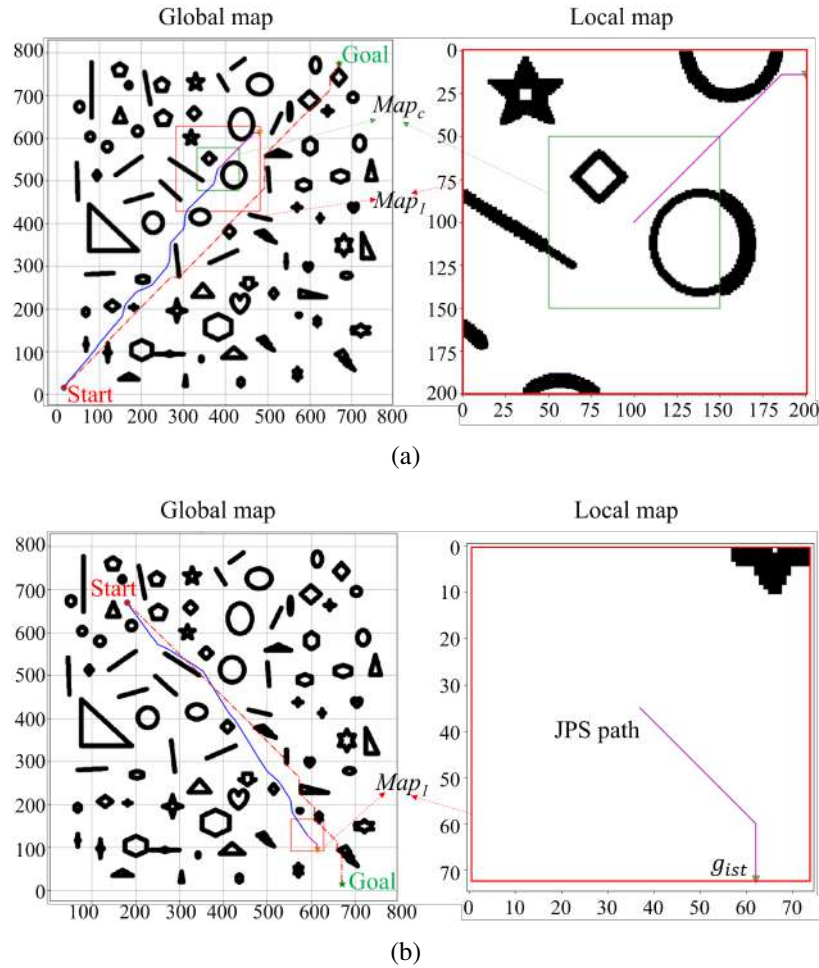 Global map
Local map
800
700
600
500
400
300
200
100
0
0 100 200 300 400 500 600 700 800
Start
Goal
Map_c
Map_1
0
25
50
75
100
125
150
175
200
0 25 50 75 100 125 150 175 200
(a)
Global map
Local map
800
700
600
500
400
300
200
100
0
100 200 300 400 500 600 700 800
Start
Goal
Map_1
0
10
20
30
40
50
60
70
0 10 20 30 40 50 60 70
JPS path
g_ist
(b)